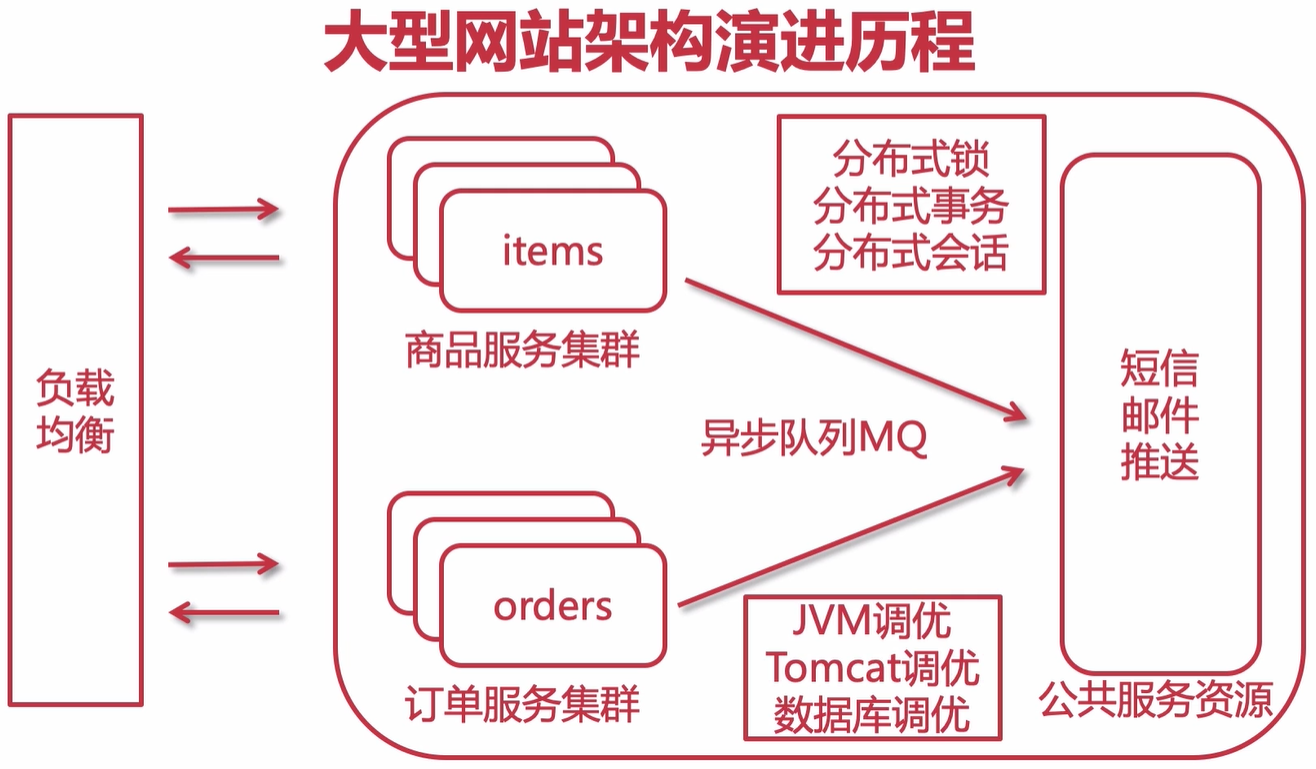 大型网站架构演进历程
负载
均衡
items
商品服务集群
分布式锁
分布式事务
分布式会话
异步队列MQ
短信
邮件
推送
orders
订单服务集群
JVM调优
Tomcat调优
数据库调优
公共服务资源